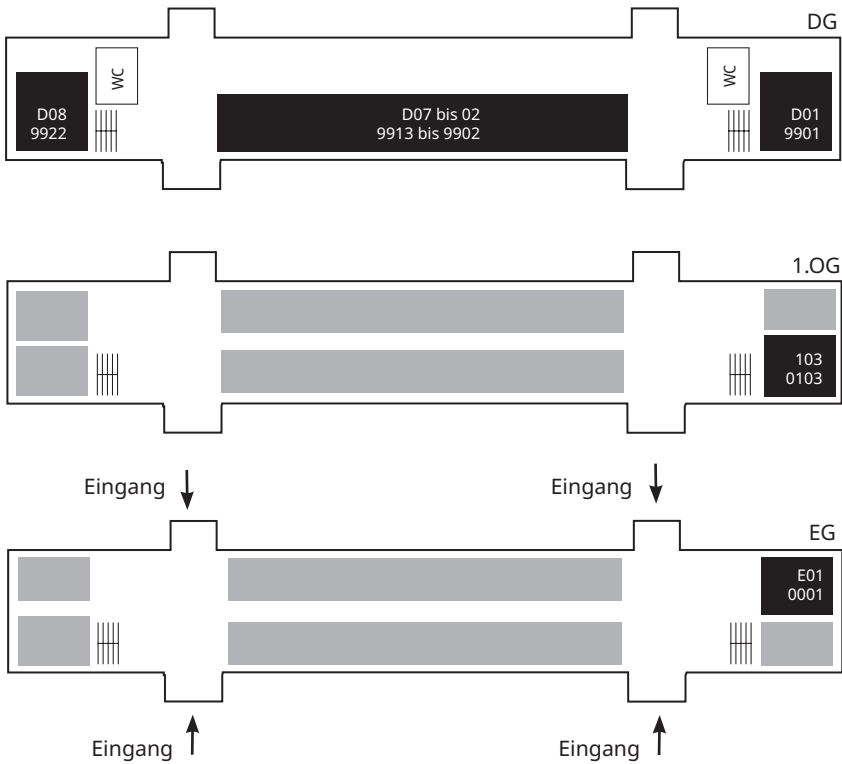 DG
WC
WC
D08
9922
D07 bis 02
9913 bis 9902
D01
9901
1.OG
103
0103
Eingang
Eingang
EG
E01
0001
Eingang
Eingang